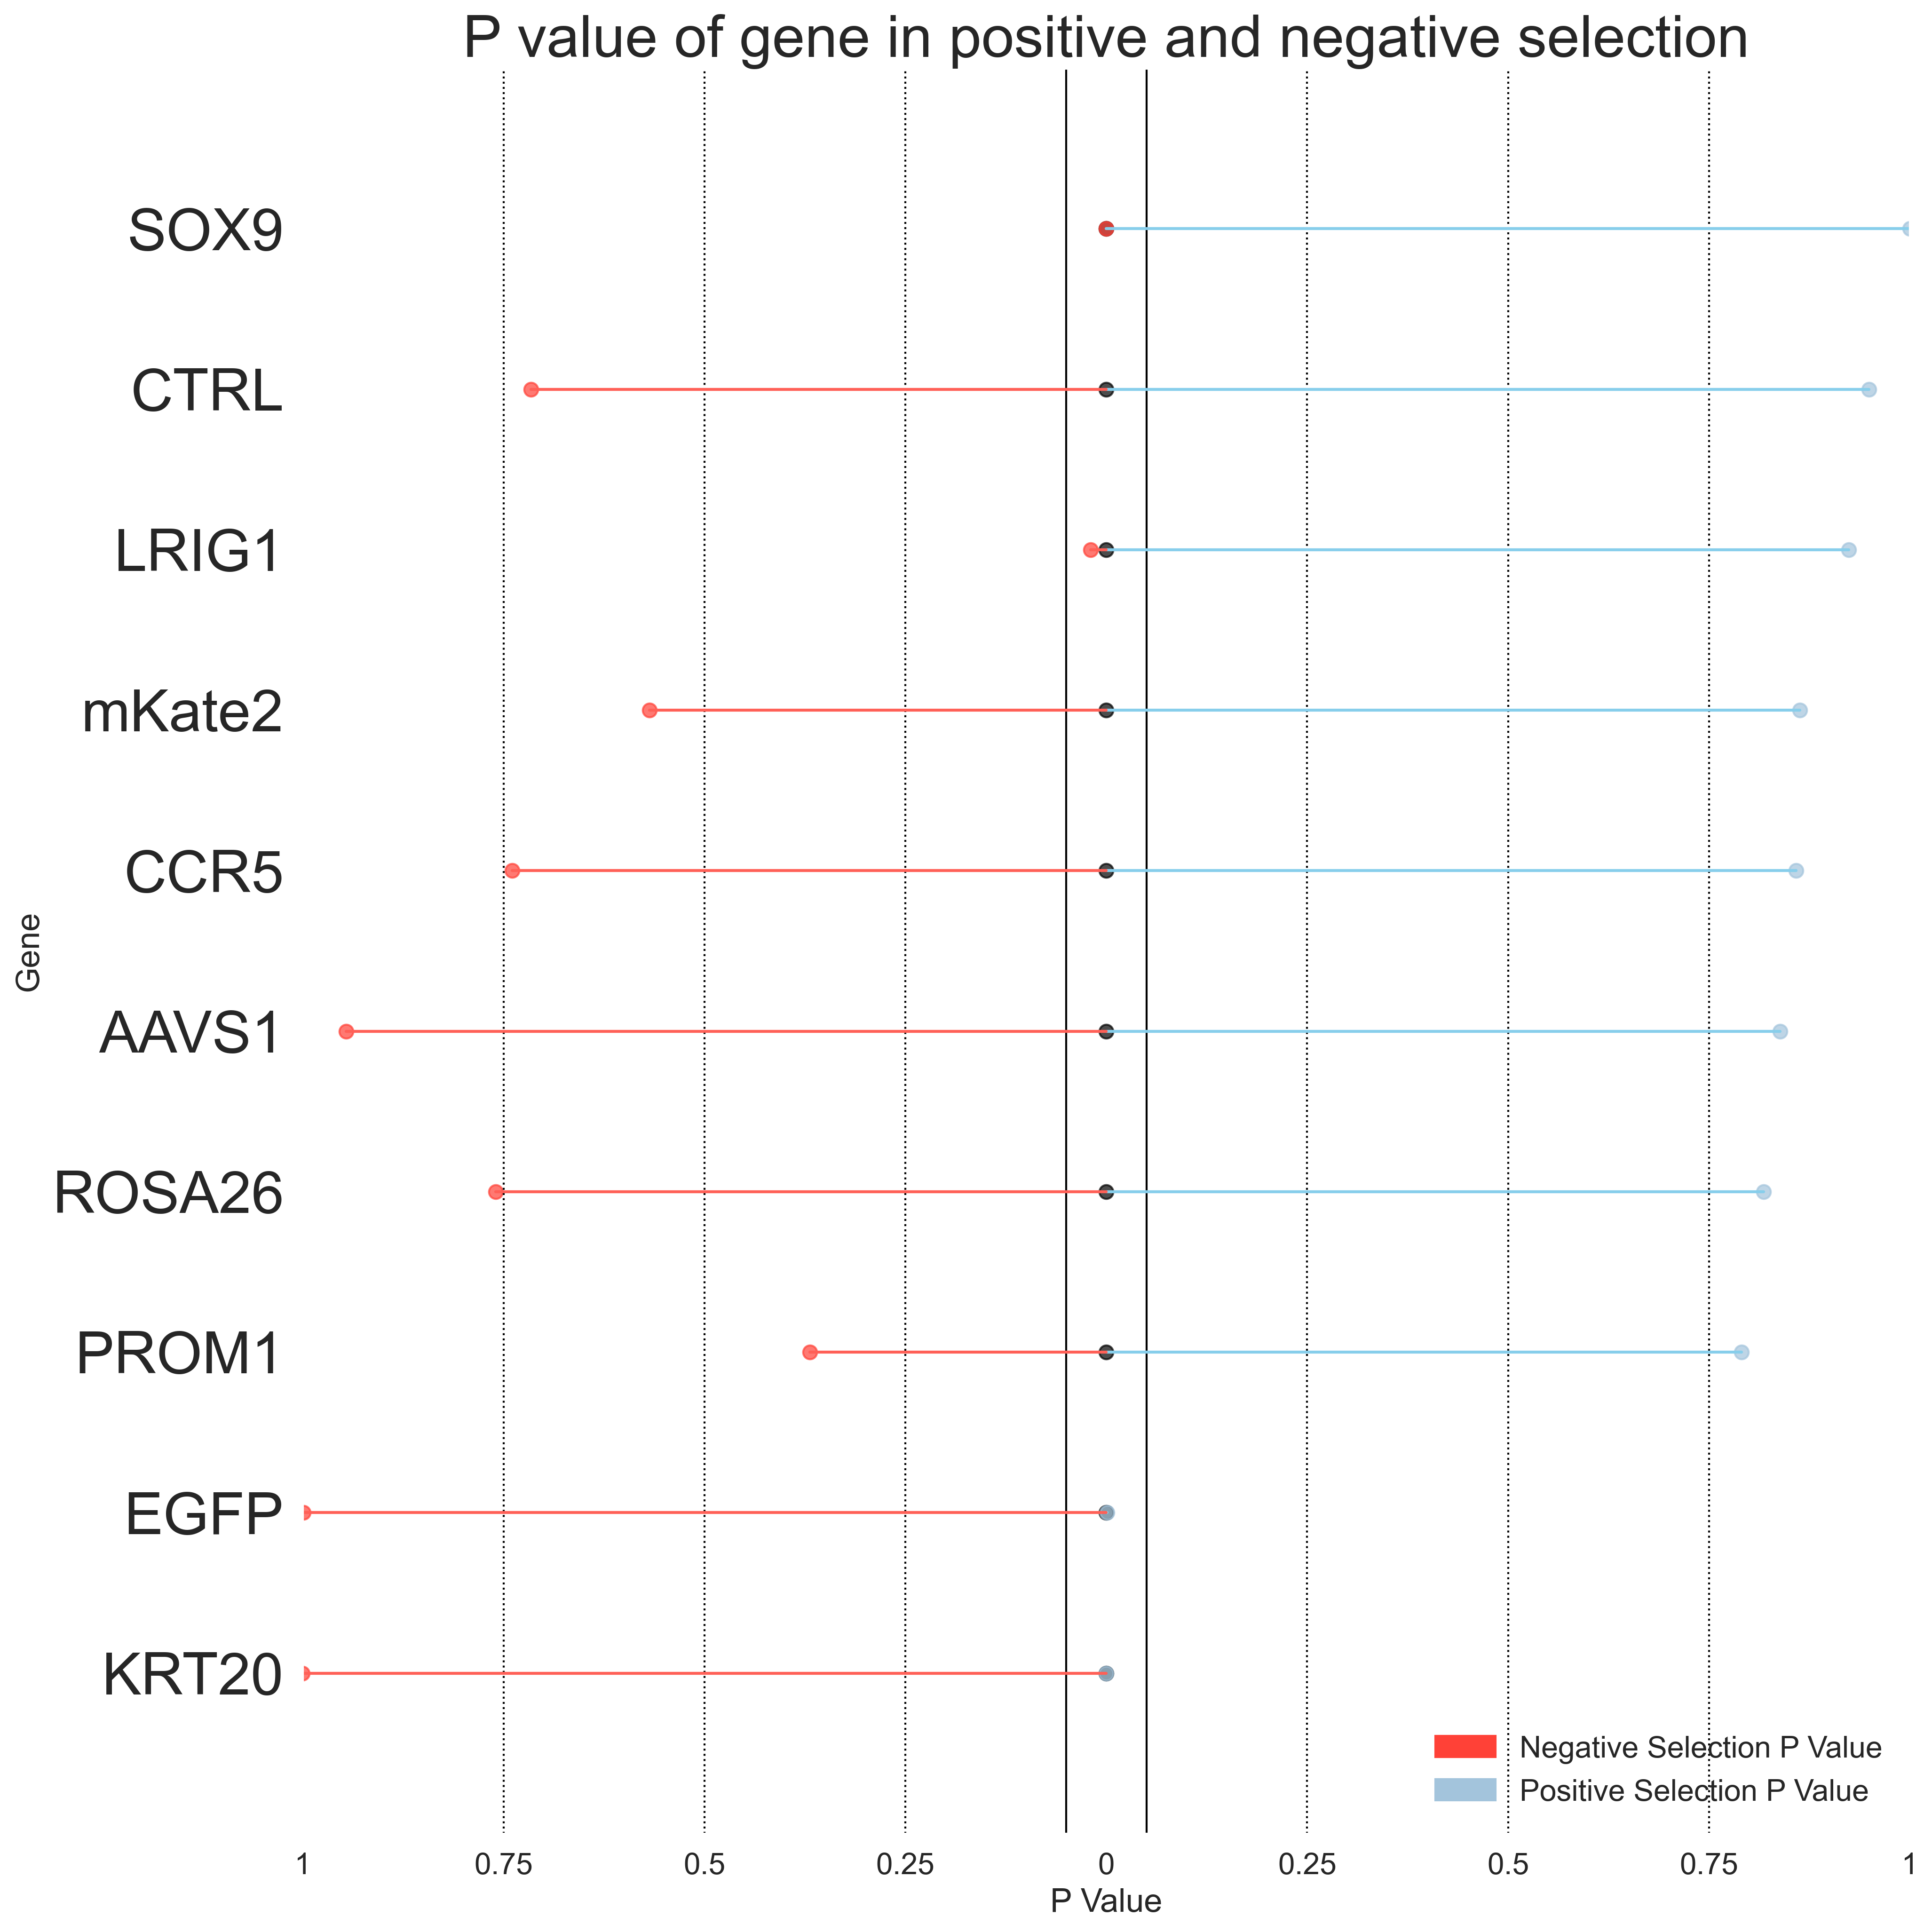 P value of gene in positive and negative selection
SOX9
CTRL
LRIG1
mKate2
CCR5
Gene
AAVS1
ROSA26
PROM1
EGFP
KRT20
Negative Selection P Value
Positive Selection P Value
1 0.75 0.5 0.25 0 0.25 0.5 0.75 1
P Value